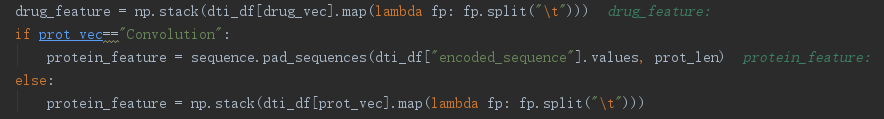 drug_feature = np.stack(dti_df[drug_vec].map(lambda fp: fp.split("\t")))  drug_feature:
if prot_vec=="Convolution":
    protein_feature = sequence.pad_sequences(dti_df["encoded_sequence"].values, prot_len)  protein_feature:
else:
    protein_feature = np.stack(dti_df[prot_vec].map(lambda fp: fp.split("\t")))